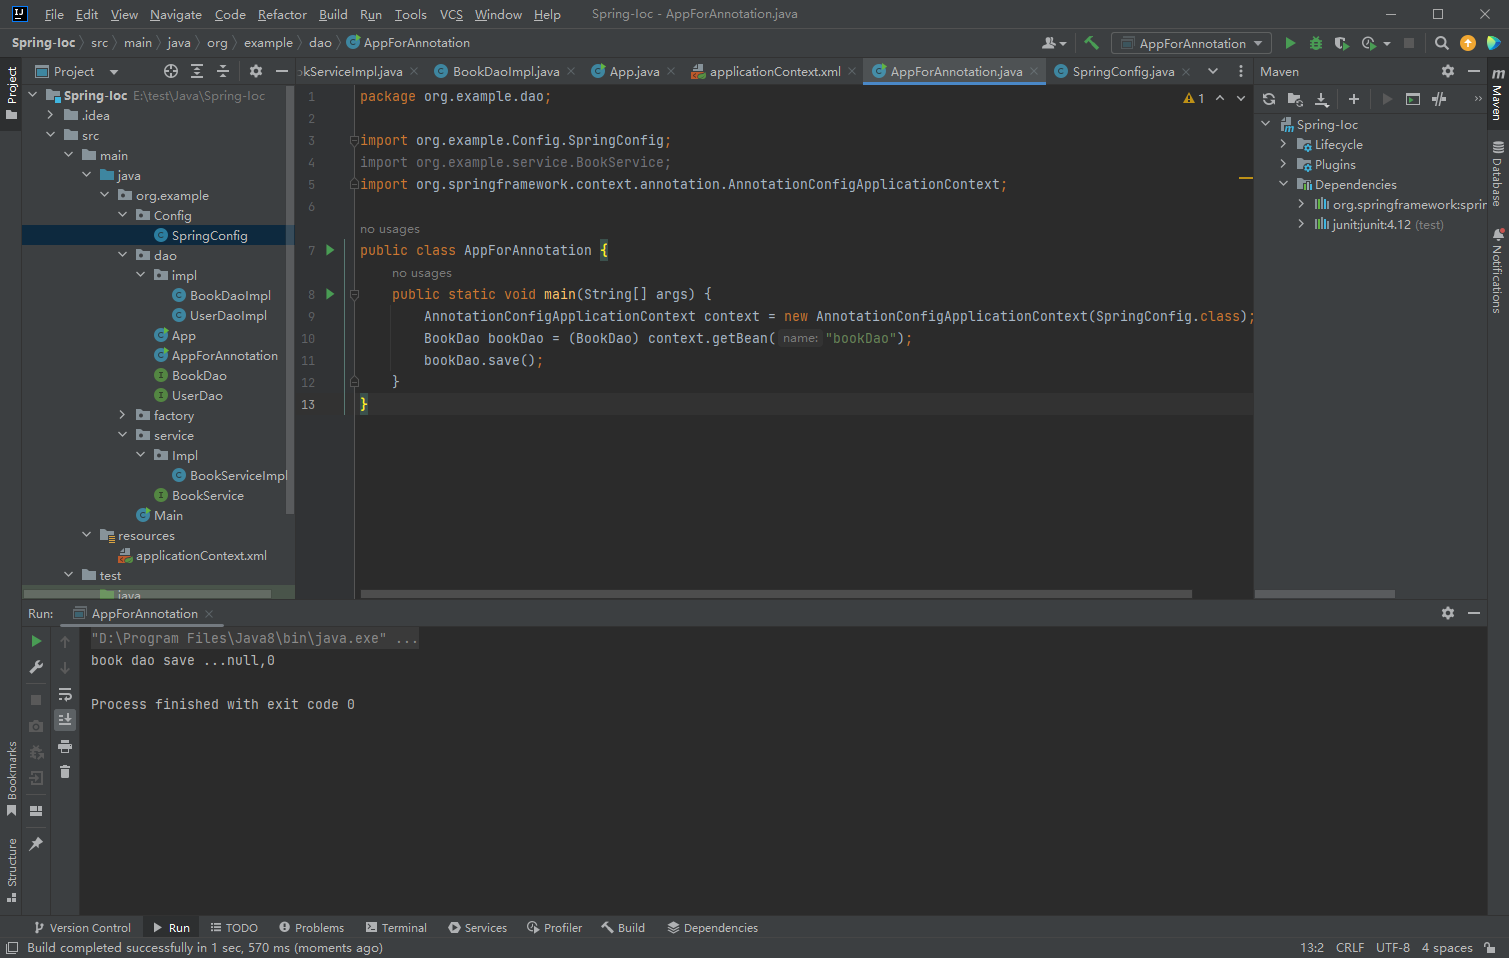 File Edit View Navigate Code Refactor Build Run Tools VCS Window Help Spring-Ioc - AppForAnnotation.java
Spring-Ioc src main java org example dao AppForAnnotation
AppForAnnotation
Project
kServiceImpl.java BookDaoImpl.java App.java applicationContext.xml AppForAnnotation.java SpringConfig.java
Maven
Project
Spring-Ioc E:\test\Java\Spring-Ioc
.idea
src
main
java
org.example
Config
SpringConfig
dao
impl
BookDaoImpl
UserDaoImpl
App
AppForAnnotation
BookDao
UserDao
factory
service
Impl
BookServiceImpl
BookService
Main
resources
applicationContext.xml
test
java
1 package org.example.dao;
1
2
3 import org.example.Config.SpringConfig;
4 import org.example.service.BookService;
5 import org.springframework.context.annotation.AnnotationConfigApplicationContext;
6
no usages
7 public class AppForAnnotation {
no usages
8 public static void main(String[] args) {
9 AnnotationConfigApplicationContext context = new AnnotationConfigApplicationContext(SpringConfig.class);
10 BookDao bookDao = (BookDao) context.getBean( name: "bookDao");
11 bookDao.save();
12 }
13 }
Spring-Ioc
Lifecycle
Plugins
Dependencies
org.springframework:sprin
junit:junit:4.12 (test)
Maven
Database
Notifications
Run: AppForAnnotation
"D:\Program Files\Java8\bin\java.exe" ...
book dao save ...null,0
Process finished with exit code 0
Bookmarks
Structure
Version Control Run TODO Problems Terminal Services Profiler Build Dependencies
Build completed successfully in 1 sec, 570 ms (moments ago)
13:2 CRLF UTF-8 4 spaces